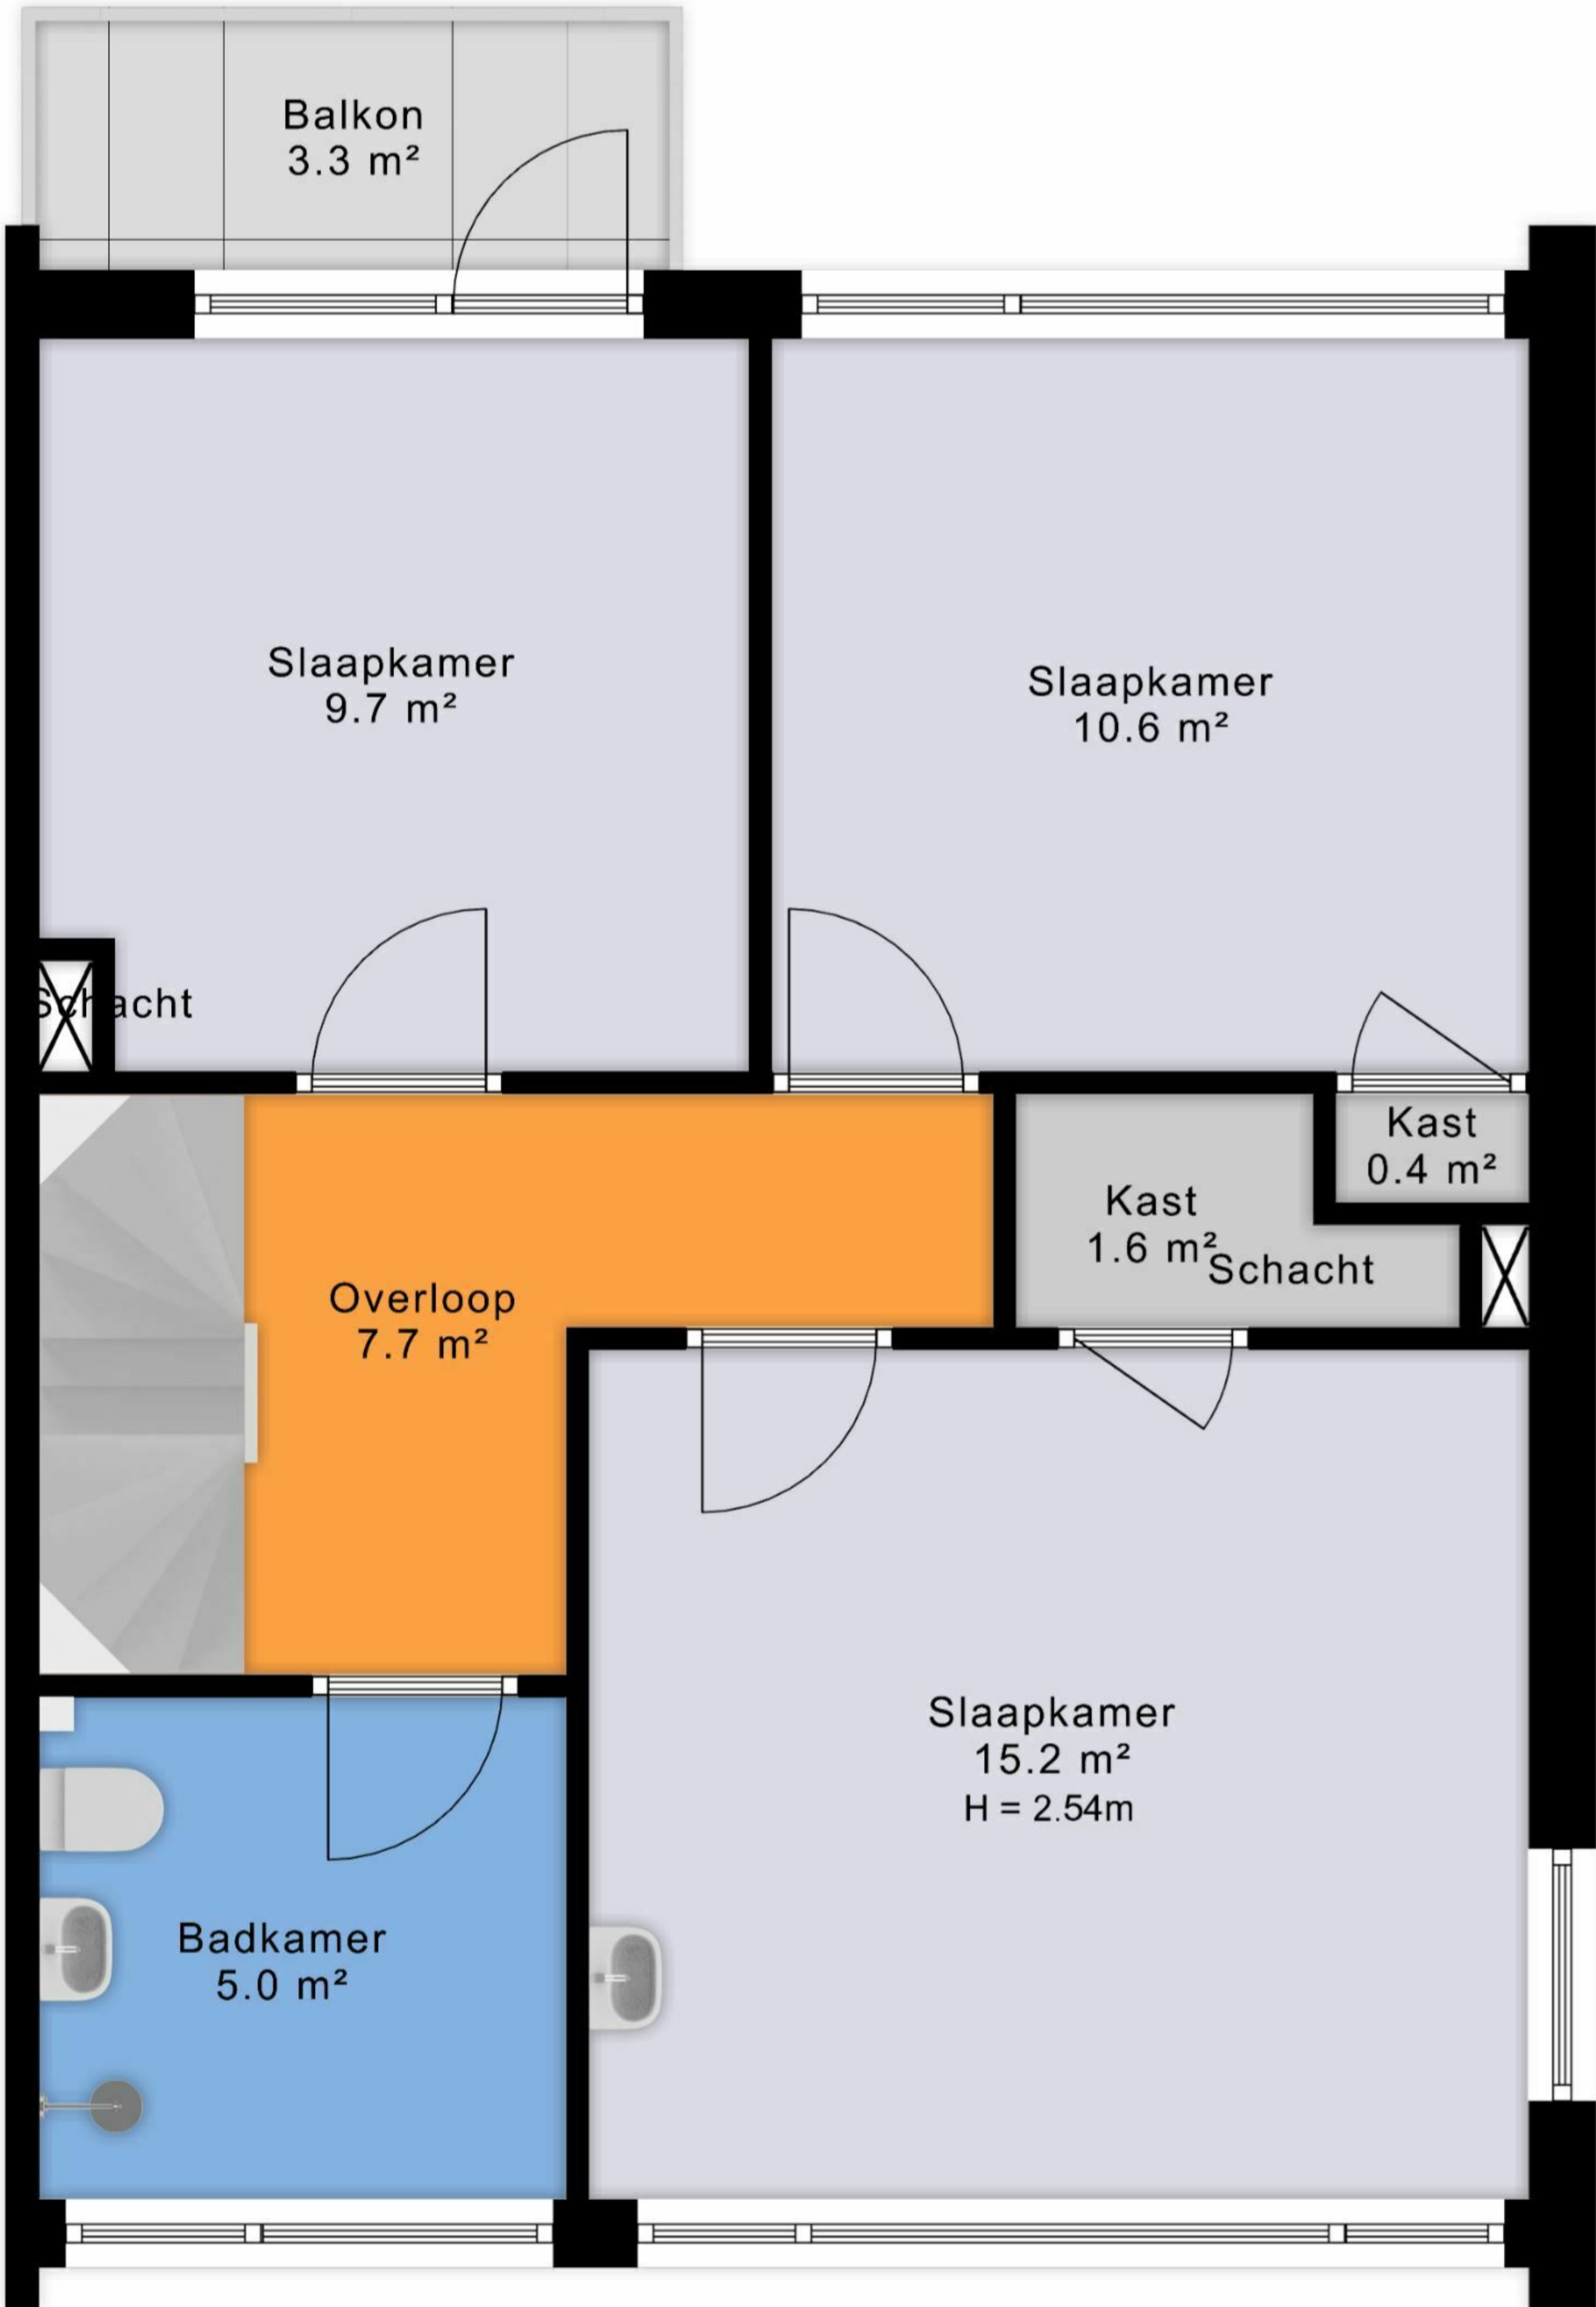 Balkon
3.3 m²
Slaapkamer
9.7 m²
Slaapkamer
10.6 m²
Schacht
Kast
0.4 m²
Kast
1.6 m²
Schacht
Overloop
7.7 m²
Slaapkamer
15.2 m²
H = 2.54m
Badkamer
5.0 m²